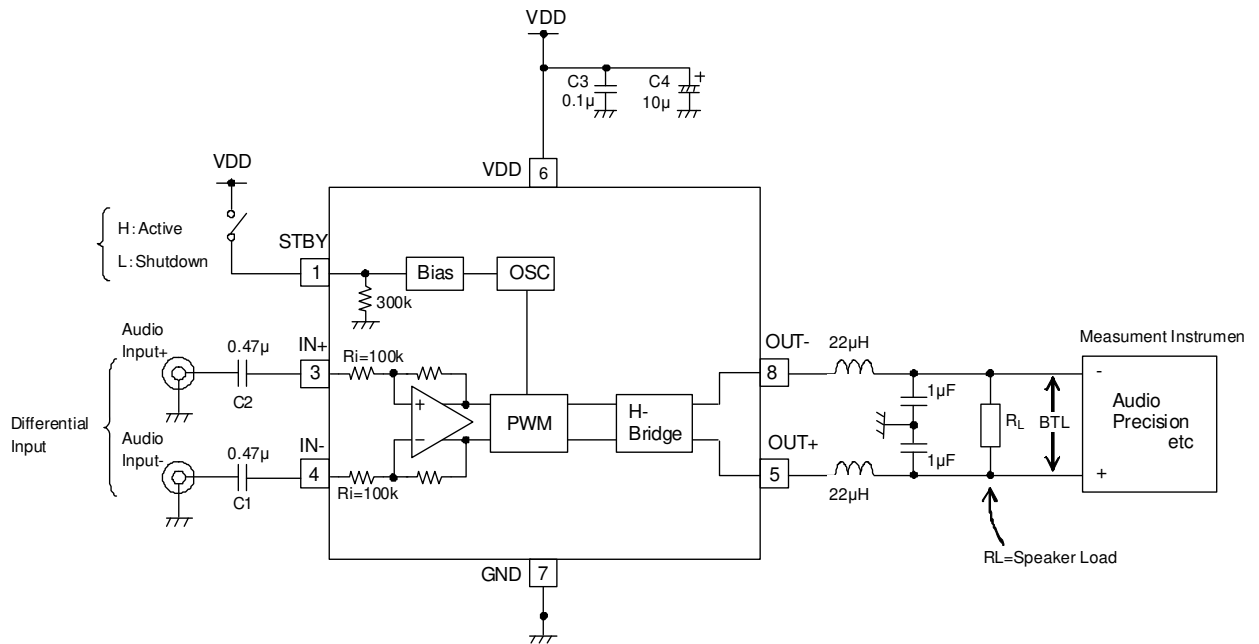 VDD
C3
0.1µ
C4
+
10µ
VDD
6
VDD
H:Active
L:Shutdown
STBY
1
Bias
OSC
300k
Audio
Input+
0.47µ
C2
IN+
3
Ri=100k
+
−
PWM
H-
Bridge
Differential
Input
Audio
Input-
0.47µ
C1
IN-
4
Ri=100k
OUT-
8
22µH
OUT+
5
22µH
1µF
1µF
RL
BTL
Measument Instrumen
-
Audio
Precision
etc
+
RL=Speaker Load
GND
7